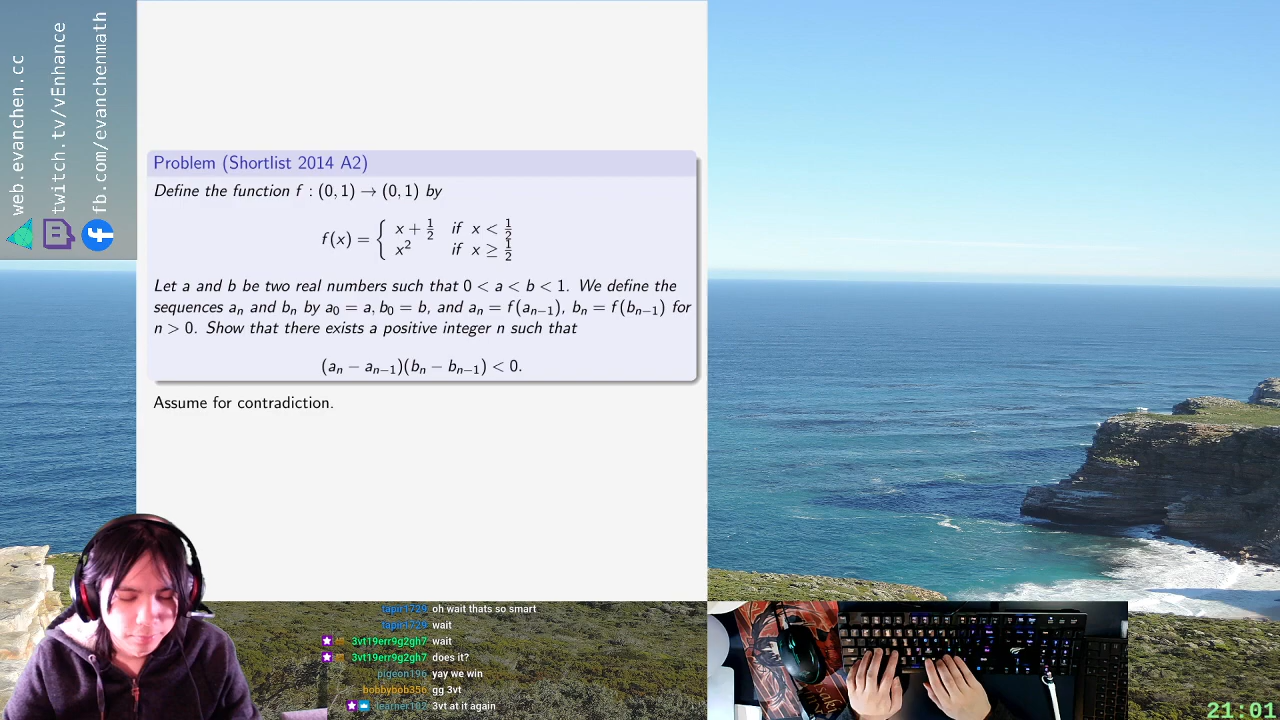 web.evanchen.cc
twitch.tv/vEnhance
fb.com/evanchenmath
Problem (Shortlist 2014 A2)
Define the function f : (0, 1) → (0, 1) by
f(x) = { x + 1/2 if x < 1/2
x² if x ≥ 1/2
Let a and b be two real numbers such that 0 < a < b < 1. We define the
sequences aₙ and bₙ by a₀ = a, b₀ = b, and aₙ = f(aₙ₋₁), bₙ = f(bₙ₋₁) for
n > 0. Show that there exists a positive integer n such that
(aₙ − aₙ₋₁)(bₙ − bₙ₋₁) < 0.
Assume for contradiction.
tapir1729 oh wait thats so smart
tapir1729 wait
3vt19err9g2gh7 wait
3vt19err9g2gh7 does it?
pigeon196 yay we win
bobbybob356 gg 3vt
3vt at it again
21:01